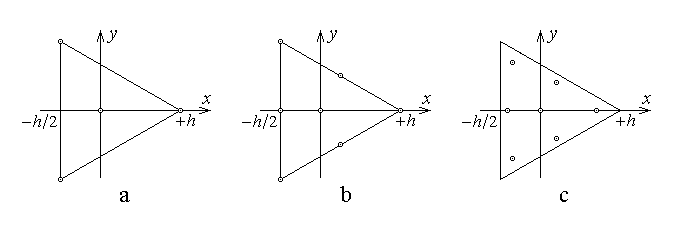 y y y
x x x
−h/2 +h −h/2 +h −h/2 +h
a b c